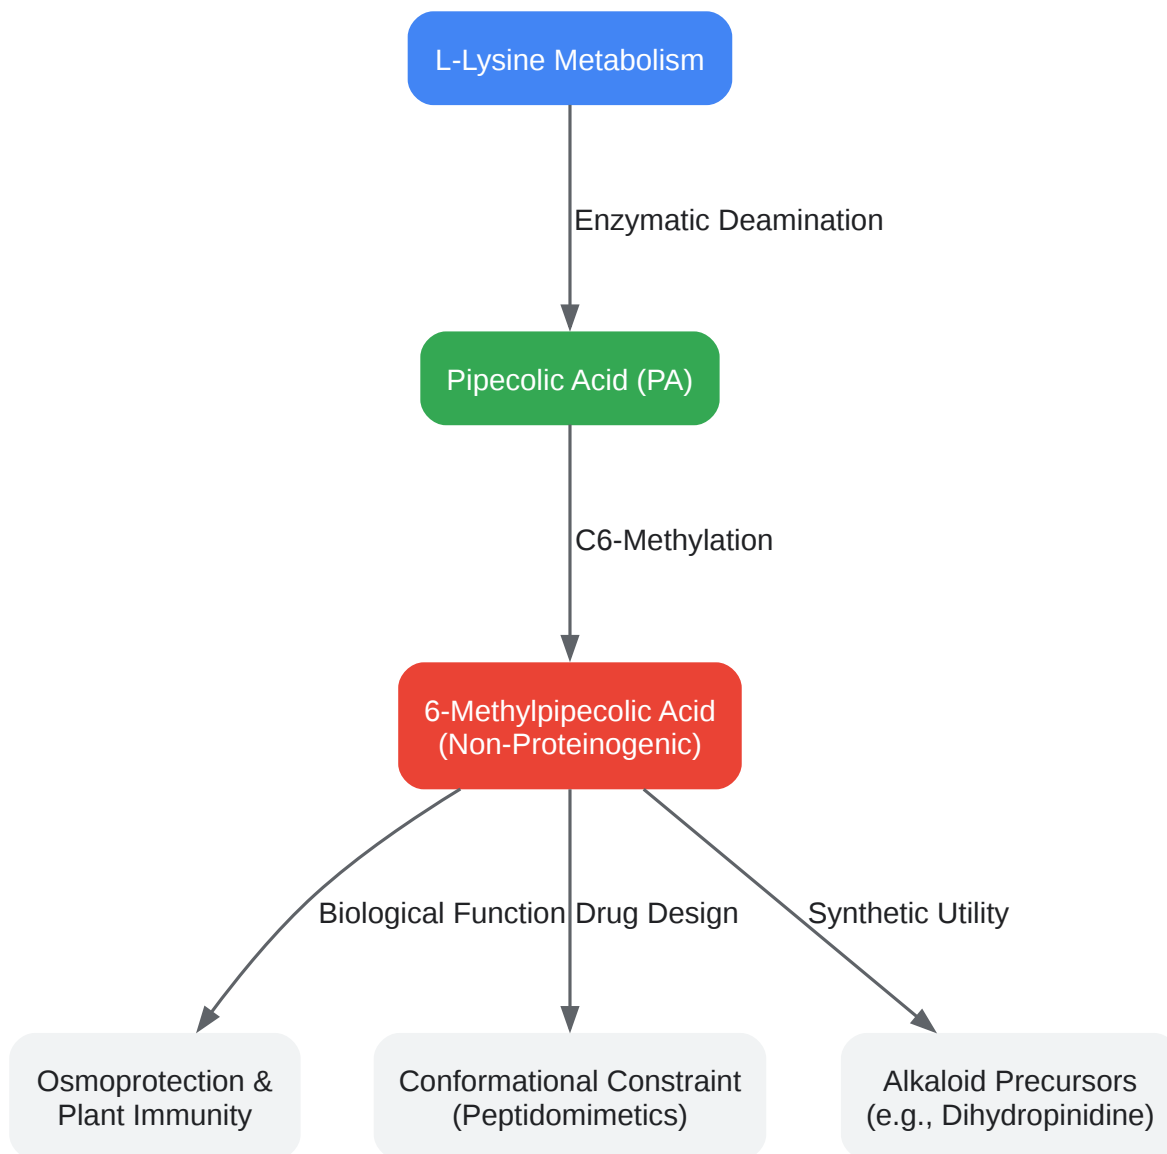 L-Lysine Metabolism
Enzymatic Deamination
Pipecolic Acid (PA)
C6-Methylation
6-Methylpipecolic Acid
(Non-Proteinogenic)
Biological Function
Drug Design
Synthetic Utility
Osmoprotection &
Plant Immunity
Conformational Constraint
(Peptidomimetics)
Alkaloid Precursors
(e.g., Dihydropinidine)